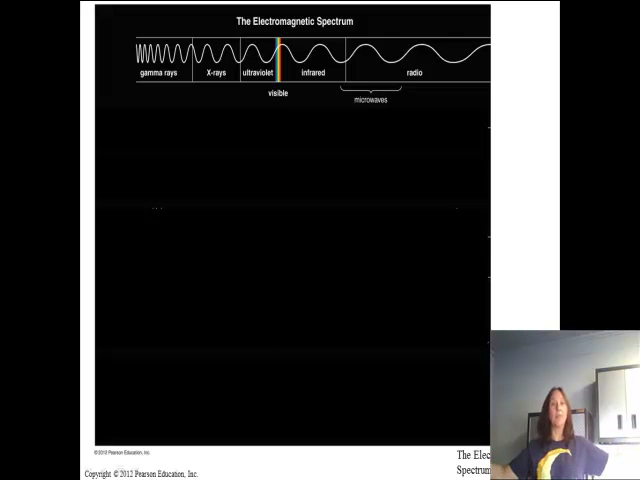 The Electromagnetic Spectrum
gamma rays X-rays ultraviolet infrared radio
visible
microwaves
© 2012 Pearson Education, Inc.
The Elec
Spectrum
Copyright © 2012 Pearson Education, Inc.